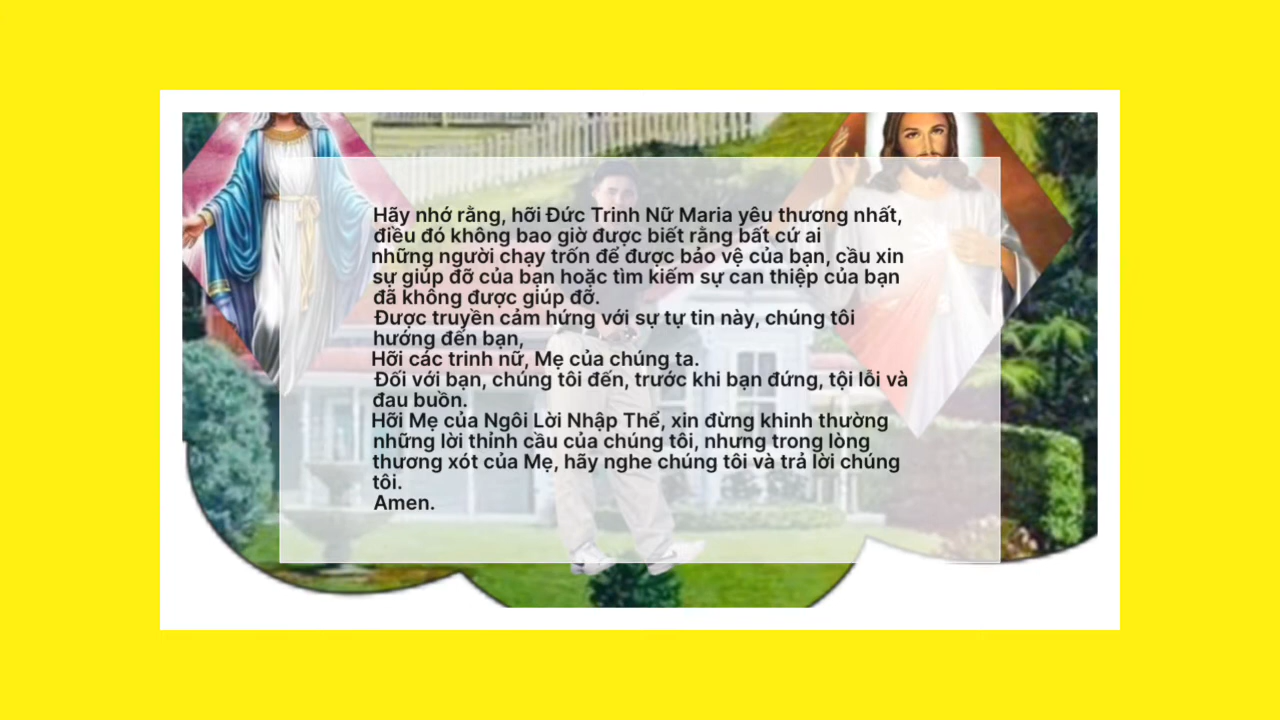 Hãy nhớ rằng, hỡi Đức Trinh Nữ Maria yêu thương nhất,
điều đó không bao giờ được biết rằng bất cứ ai
những người chạy trốn để được bảo vệ của bạn, cầu xin
sự giúp đỡ của bạn hoặc tìm kiếm sự can thiệp của bạn
đã không được giúp đỡ.
Được truyền cảm hứng với sự tự tin này, chúng tôi
hướng đến bạn,
Hỡi các trinh nữ, Mẹ của chúng ta.
Đối với bạn, chúng tôi đến, trước khi bạn đứng, tội lỗi và
đau buồn.
Hỡi Mẹ của Ngôi Lời Nhập Thể, xin đừng khinh thường
những lời thỉnh cầu của chúng tôi, nhưng trong lòng
thương xót của Mẹ, hãy nghe chúng tôi và trả lời chúng
tôi.
Amen.